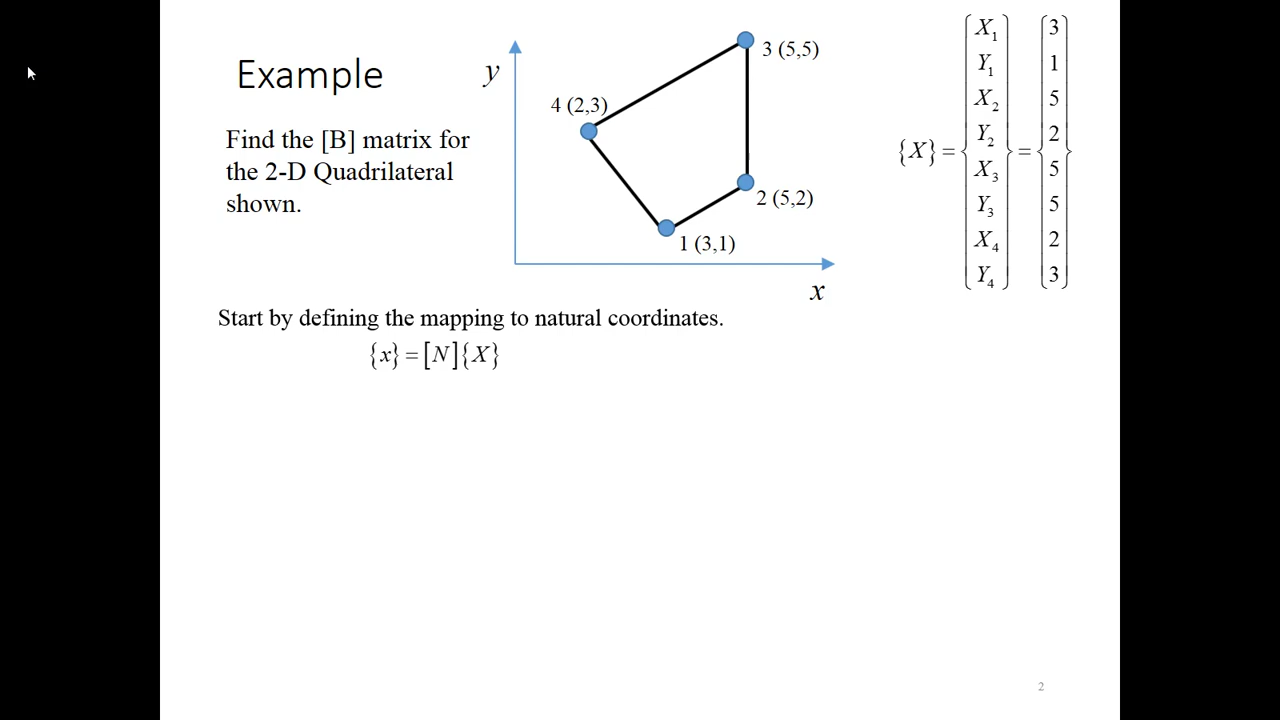 Example
Find the [B] matrix for
the 2-D Quadrilateral
shown.
y
3 (5,5)
4 (2,3)
2 (5,2)
1 (3,1)
x
{X} = {X₁ Y₁ X₂ Y₂ X₃ Y₃ X₄ Y₄} = {3 1 5 2 5 5 2 3}
Start by defining the mapping to natural coordinates.
{x} = [N]{X}
2